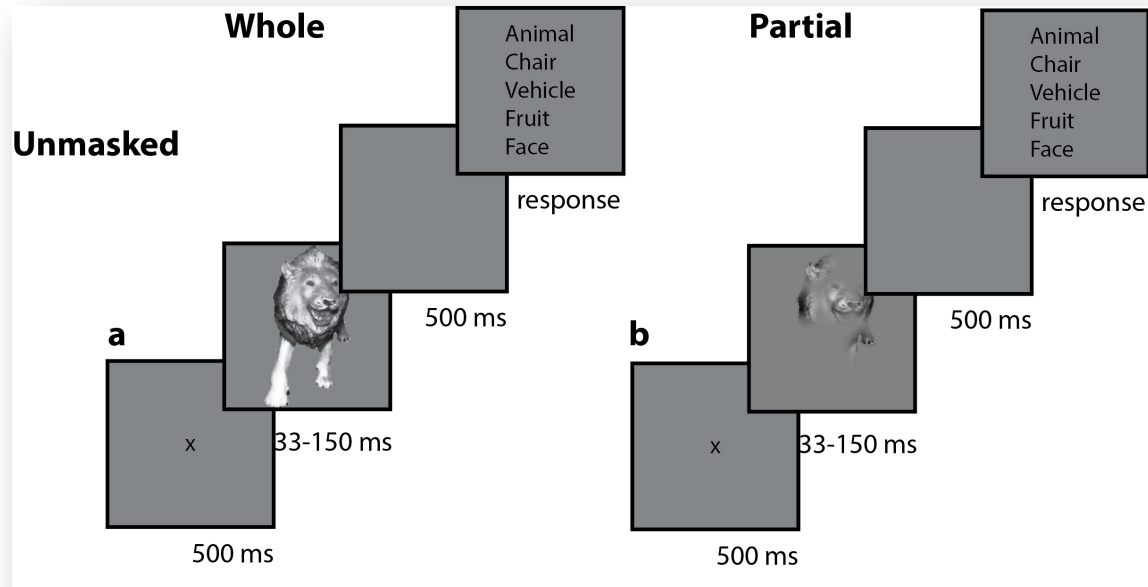 Whole
Partial
Unmasked
a
x
500 ms
33-150 ms
500 ms
Animal
Chair
Vehicle
Fruit
Face
response
b
x
500 ms
33-150 ms
500 ms
Animal
Chair
Vehicle
Fruit
Face
response